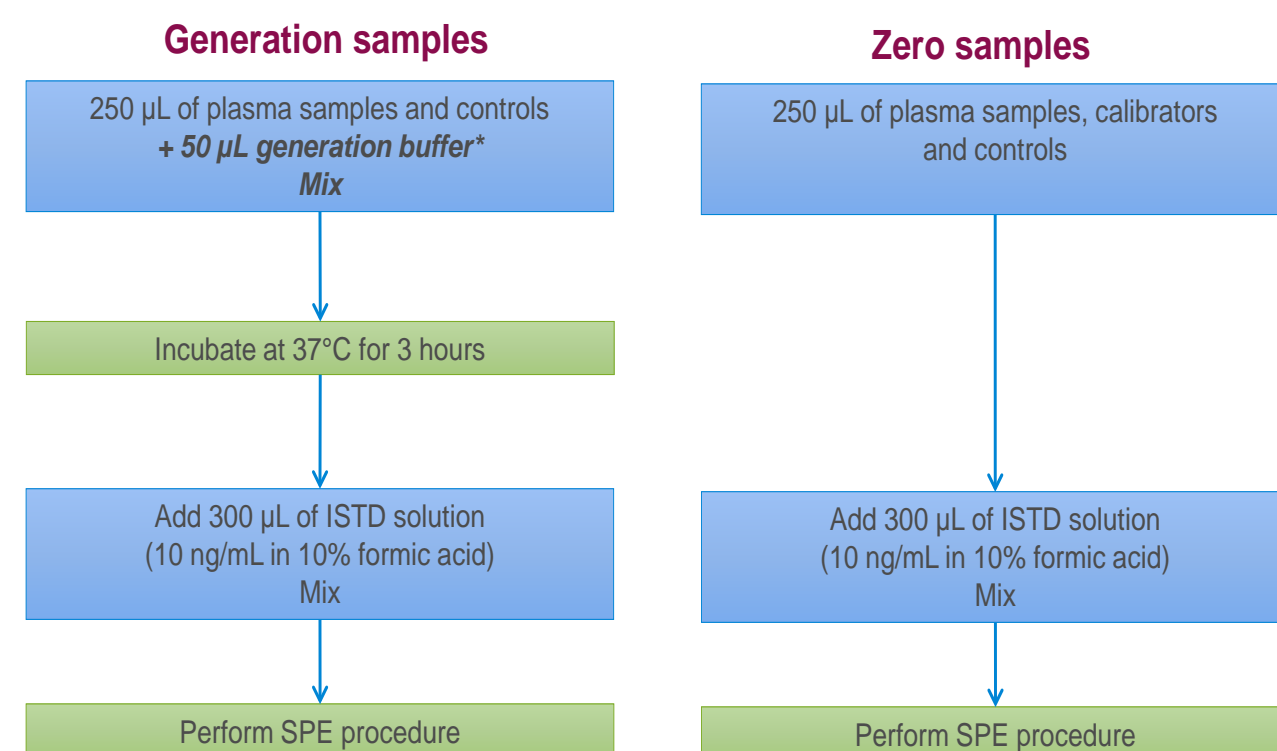 Generation samples
250 µL of plasma samples and controls
+ 50 µL generation buffer*
Mix
Incubate at 37°C for 3 hours
Add 300 µL of ISTD solution
(10 ng/mL in 10% formic acid)
Mix
Perform SPE procedure
Zero samples
250 µL of plasma samples, calibrators
and controls
Add 300 µL of ISTD solution
(10 ng/mL in 10% formic acid)
Mix
Perform SPE procedure